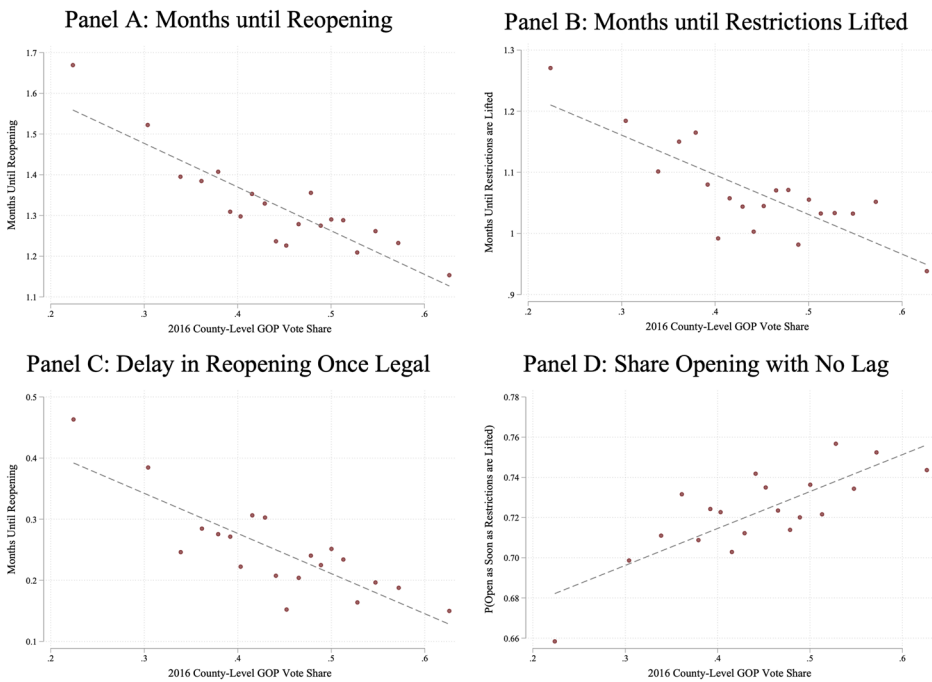 Panel A: Months until Reopening
Months Until Reopening
1.7
1.6
1.5
1.4
1.3
1.2
1.1
.2 .3 .4 .5 .6
2016 County-Level GOP Vote Share
Panel B: Months until Restrictions Lifted
Months Until Restrictions are Lifted
1.3
1.2
1.1
1
.9
.2 .3 .4 .5 .6
2016 County-Level GOP Vote Share
Panel C: Delay in Reopening Once Legal
Months Until Reopening
0.5
0.4
0.3
0.2
0.1
.2 .3 .4 .5 .6
2016 County-Level GOP Vote Share
Panel D: Share Opening with No Lag
P(Open as Soon as Restrictions are Lifted)
0.78
0.76
0.74
0.72
0.70
0.68
0.66
.2 .3 .4 .5 .6
2016 County-Level GOP Vote Share